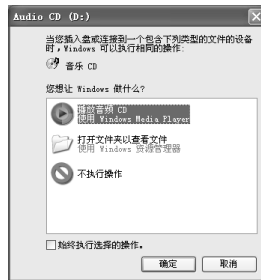 Audio CD (D:)
当您插入盘或连接到一个包含下列类型的文件的设备
时，Windows 可以执行相同的操作：
音乐 CD
您想让 Windows 做什么？
播放音频 CD
使用 Windows Media Player
打开文件夹以查看文件
使用 Windows 资源管理器
不执行操作
始终执行选择的操作。
确定 取消